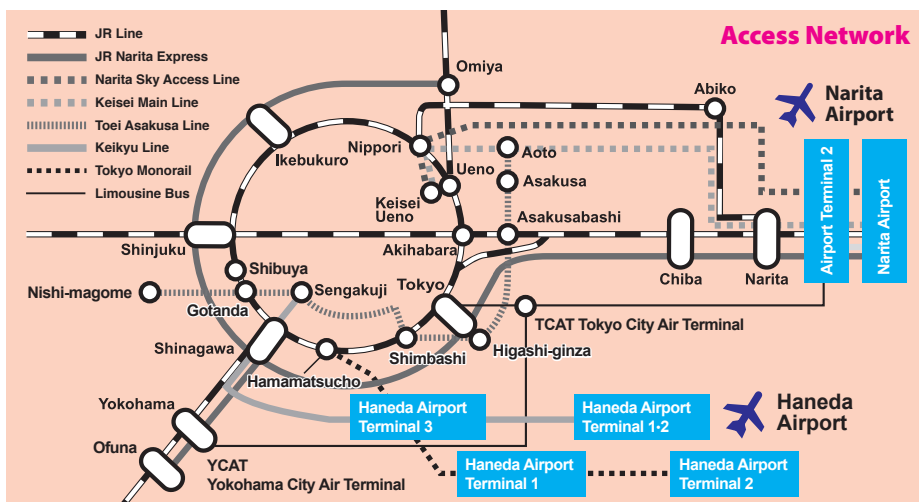 Access Network
JR Line
JR Narita Express
Narita Sky Access Line
Keisei Main Line
Toei Asakusa Line
Keikyu Line
Tokyo Monorail
Limousine Bus
Omiya
Abiko
Narita
Airport
Ikebukuro
Nippori
Aoto
Ueno
Asakusa
Keisei
Ueno
Asakusabashi
Airport Terminal 2
Narita Airport
Shinjuku
Akihabara
Shibuya
Tokyo
Chiba
Narita
Nishi-magome
Gotanda
Sengakuji
TCAT Tokyo City Air Terminal
Shinagawa
Shimbashi
Higashi-ginza
Hamamatsucho
Yokohama
Haneda Airport
Terminal 3
Haneda Airport
Terminal 1·2
Haneda
Airport
Ofuna
YCAT
Yokohama City Air Terminal
Haneda Airport
Terminal 1
Haneda Airport
Terminal 2